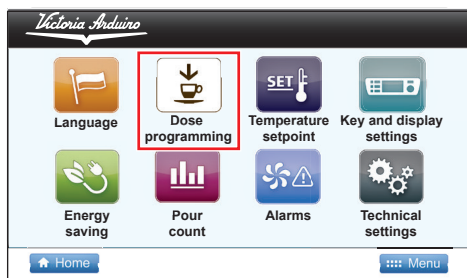 Victoria Arduino
SET
Language
Dose
programming
Temperature
setpoint
Key and display
settings
Energy
saving
Pour
count
Alarms
Technical
settings
Home
Menu